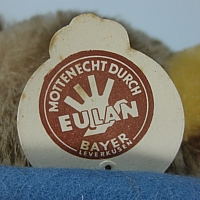 MOTTENECHT DURCH
EULAN
BAYER
LEVERKUSEN